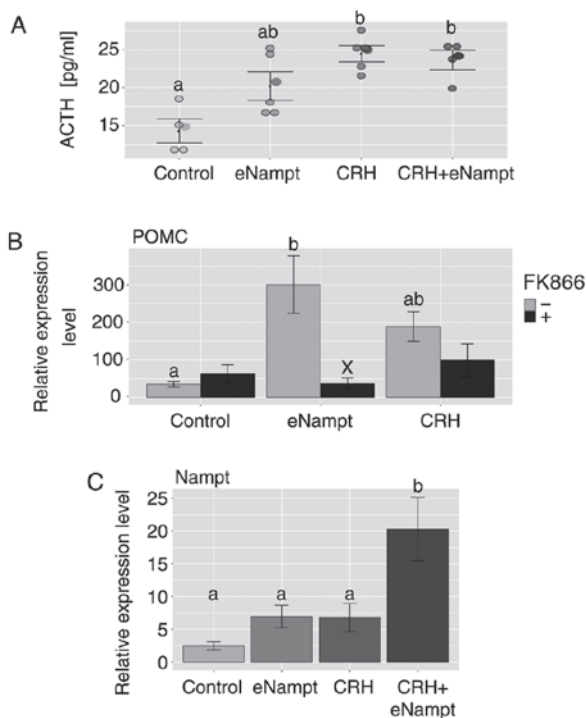 A
ACTH [pg/ml]
25
20
15
a
ab
b
b
Control
eNampt
CRH
CRH+eNampt
B
POMC
Relative expression
level
300
200
100
0
a
b
X
ab
Control
eNampt
CRH
FK866
−
+
C
Nampt
Relative expression level
25
20
15
10
5
0
a
a
a
b
Control
eNampt
CRH
CRH+
eNampt